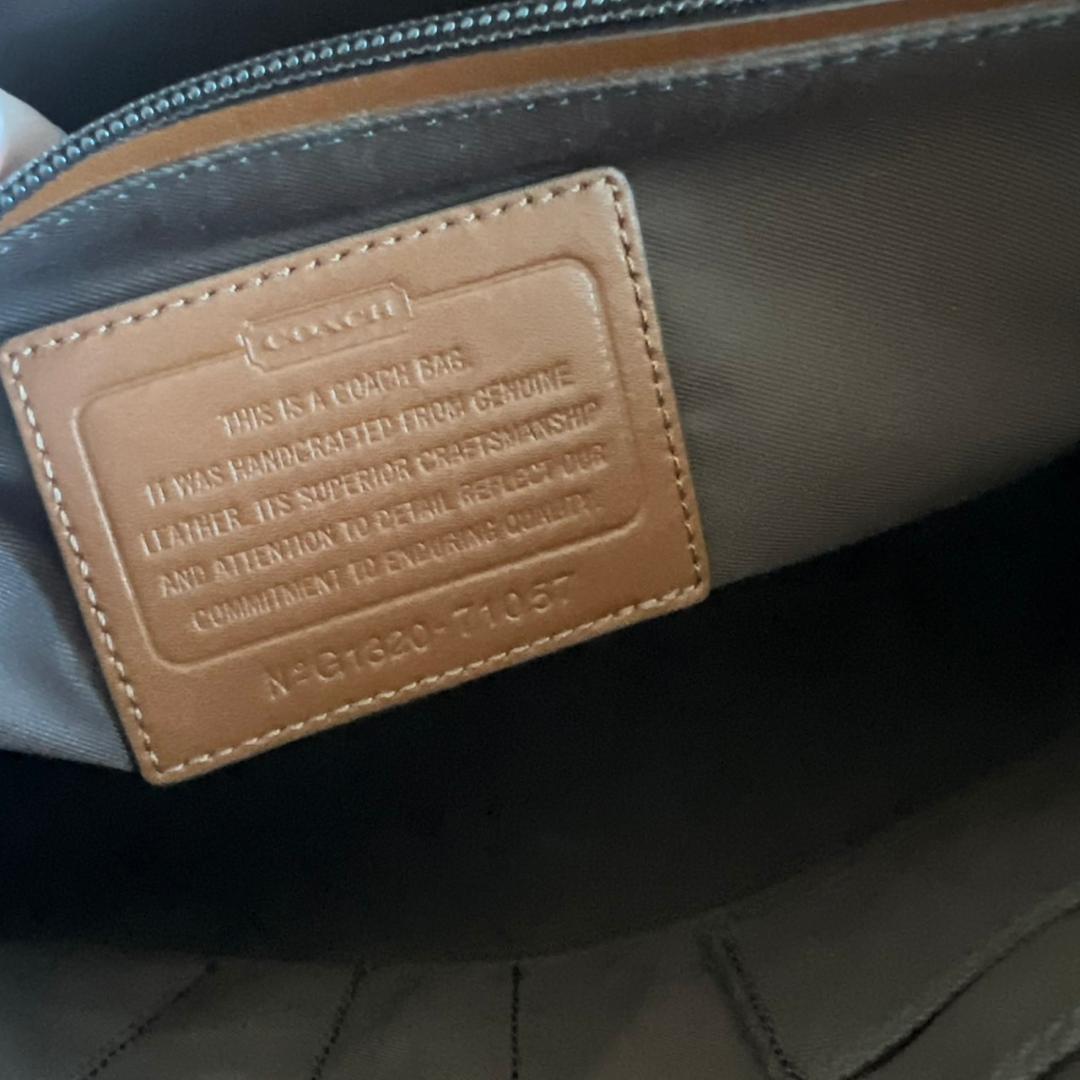 COACH
THIS IS A COACH BAG.
IT WAS HANDCRAFTED FROM GENUINE
LEATHER. ITS SUPERIOR CRAFTSMANSHIP
AND ATTENTION TO DETAIL REFLECT OUR
COMMITMENT TO ENDURING QUALITY.
Nº G1620-71057